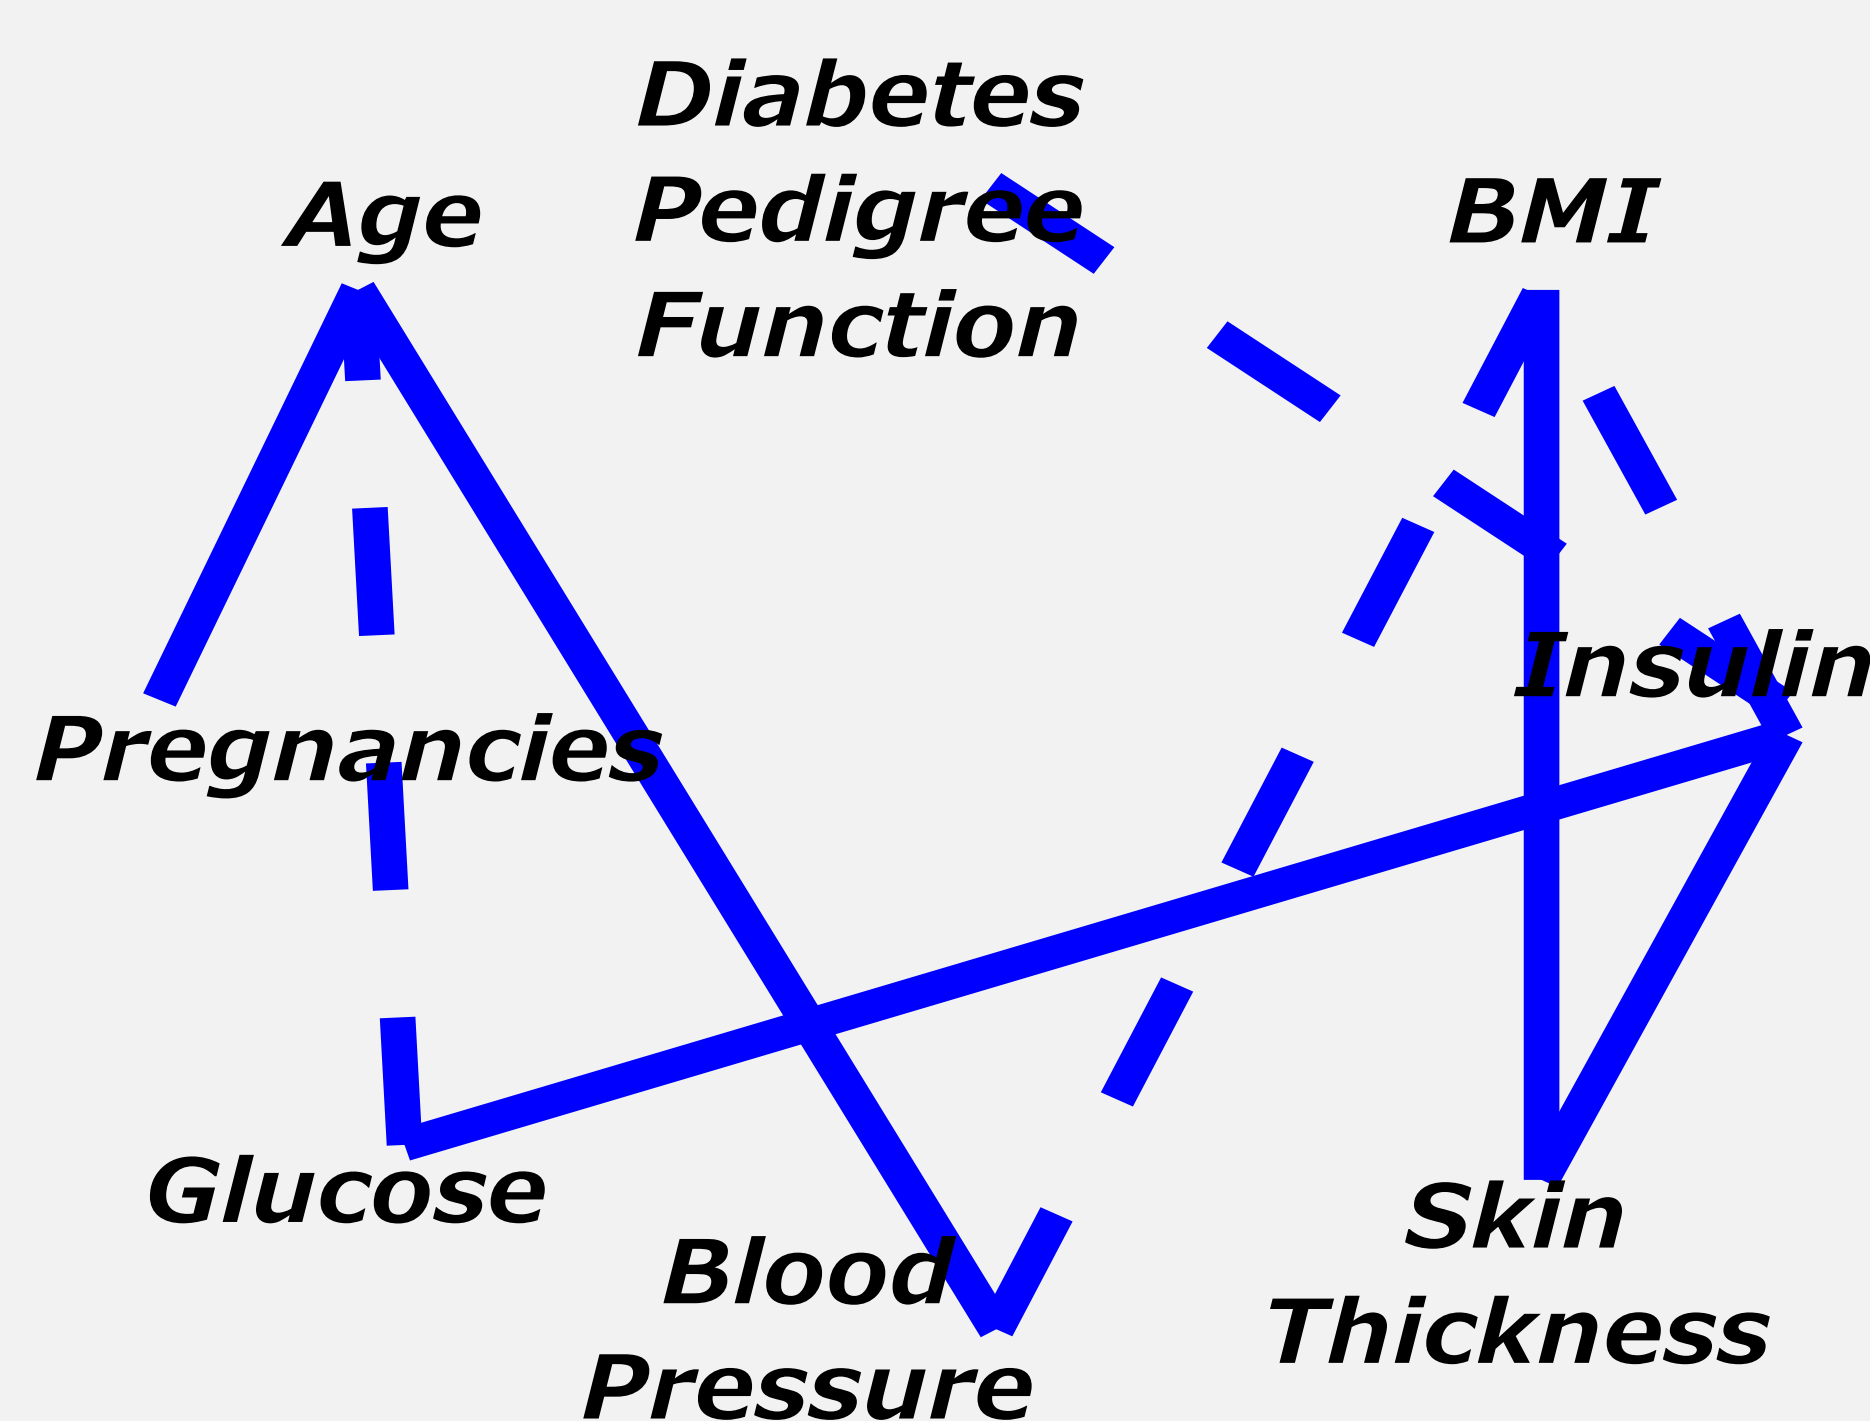 Diabetes
Pedigree
Function
Age
BMI
Insulin
Pregnancies
Glucose
Blood
Pressure
Skin
Thickness